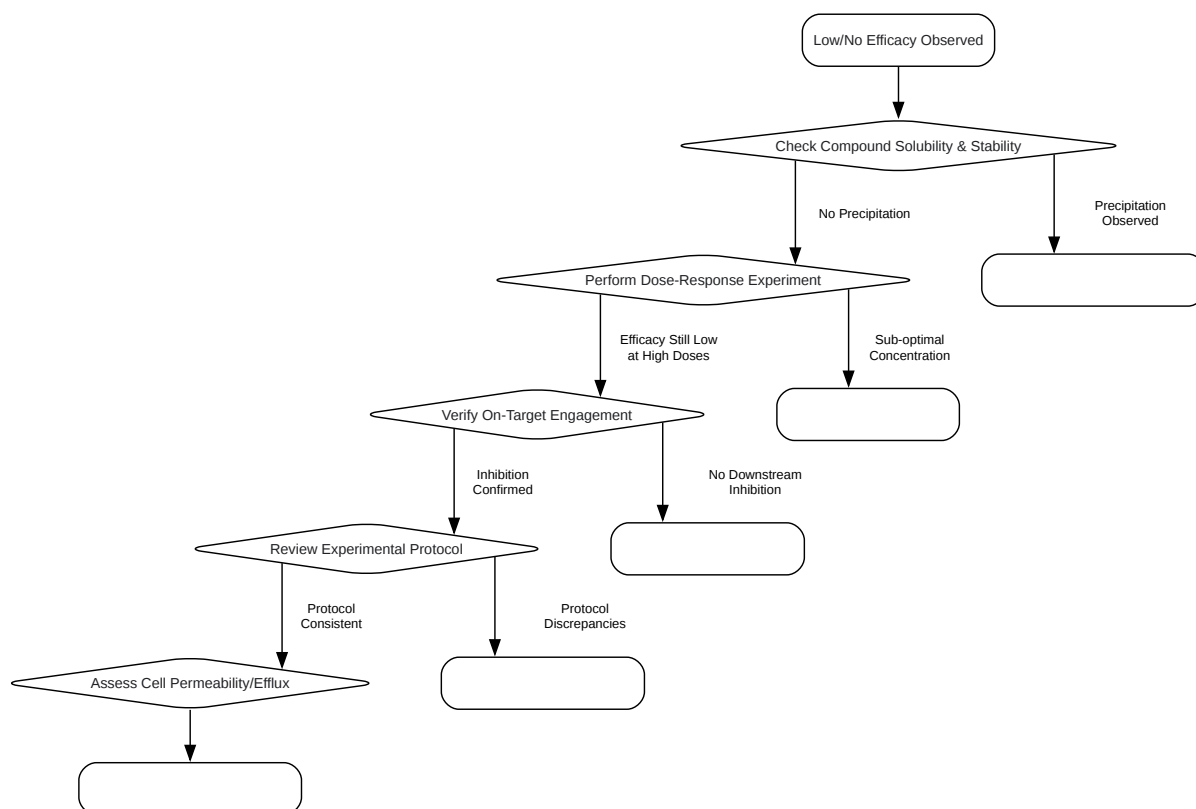 Low/No Efficacy Observed
Check Compound Solubility & Stability
No Precipitation
Precipitation
Observed
Perform Dose-Response Experiment
Efficacy Still Low
at High Doses
Sub-optimal
Concentration
Verify On-Target Engagement
Inhibition
Confirmed
No Downstream
Inhibition
Review Experimental Protocol
Protocol
Consistent
Protocol
Discrepancies
Assess Cell Permeability/Efflux